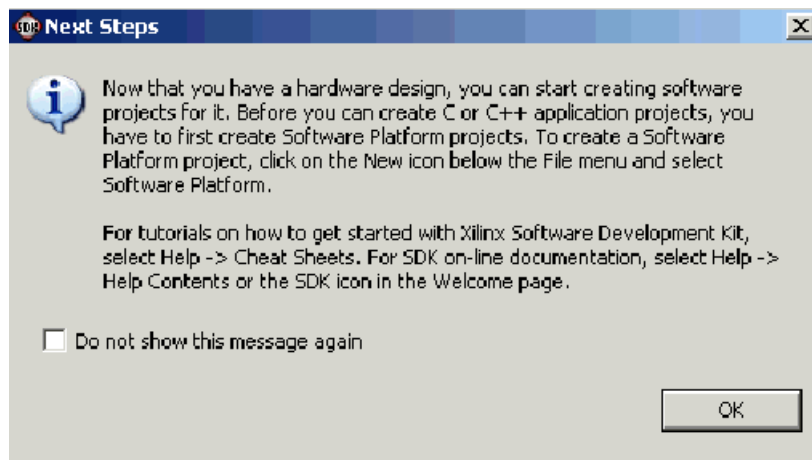 SDK Next Steps
Now that you have a hardware design, you can start creating software
projects for it. Before you can create C or C++ application projects, you
have to first create Software Platform projects. To create a Software
Platform project, click on the New icon below the File menu and select
Software Platform.
For tutorials on how to get started with Xilinx Software Development Kit,
select Help -> Cheat Sheets. For SDK on-line documentation, select Help ->
Help Contents or the SDK icon in the Welcome page.
Do not show this message again
OK